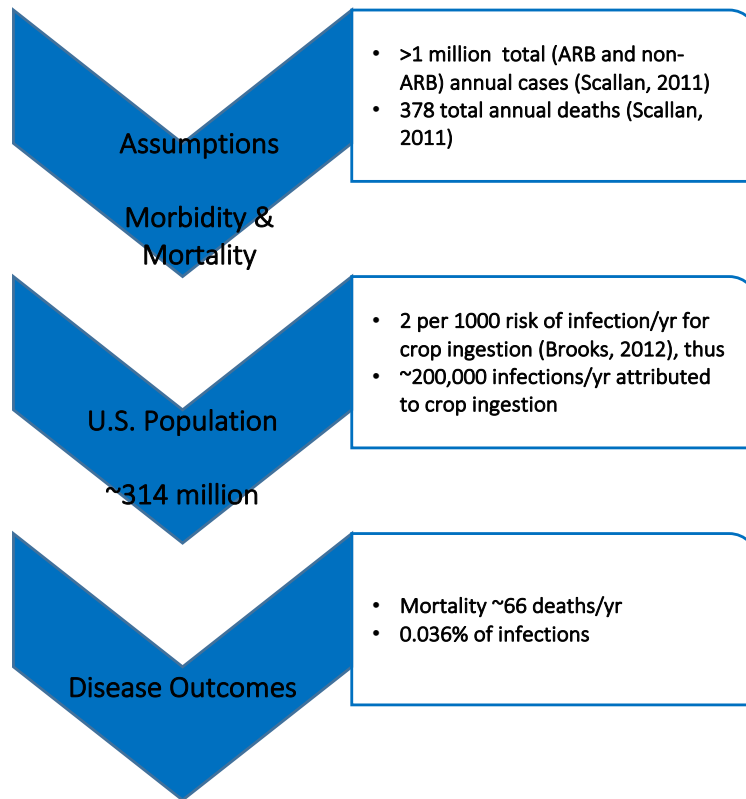 Assumptions
Morbidity &
Mortality
• >1 million  total (ARB and non-
ARB) annual cases (Scallan, 2011)
• 378 total annual deaths (Scallan,
2011)
U.S. Population
~314 million
• 2 per 1000 risk of infection/yr for
crop ingestion (Brooks, 2012), thus
• ~200,000 infections/yr attributed
to crop ingestion
Disease Outcomes
• Mortality ~66 deaths/yr
• 0.036% of infections